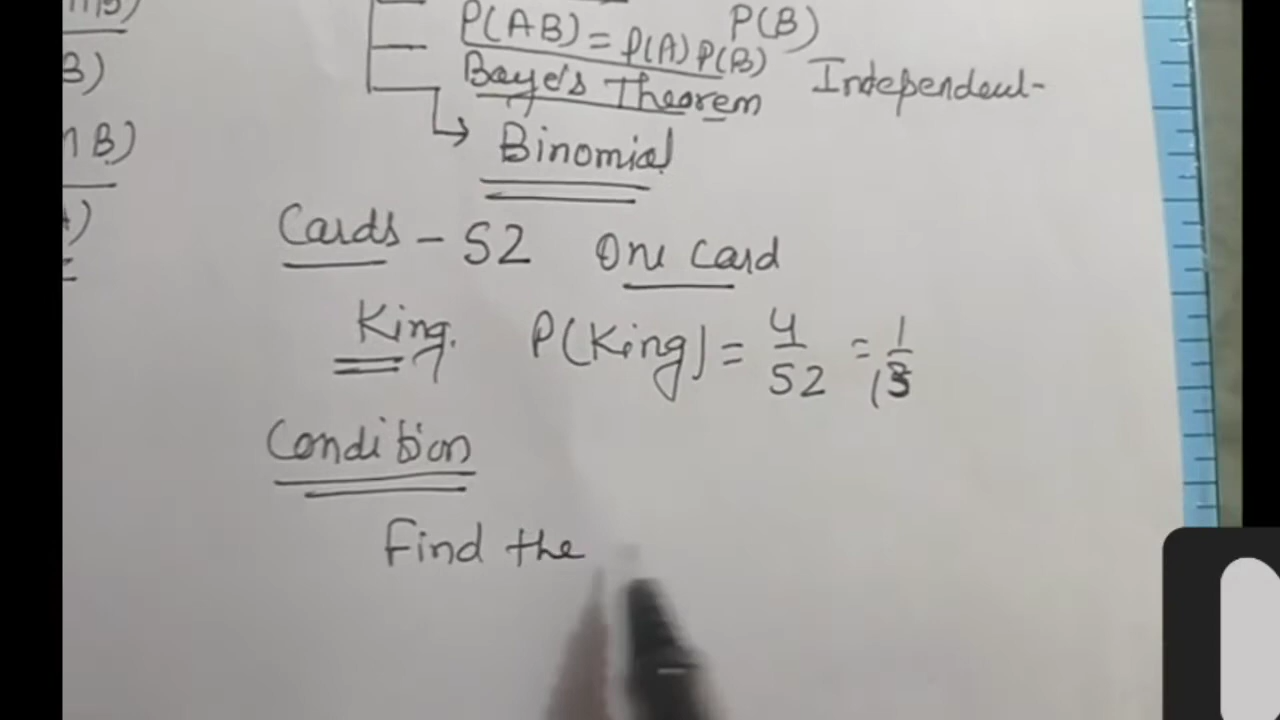 P(B)
P(AB) = P(A) P(B)
Baye's Theorem Independent
Binomial
Cards - 52 One Card
King. P(King) = 4/52 = 1/13
Condition
Find the
B)
∩ B)